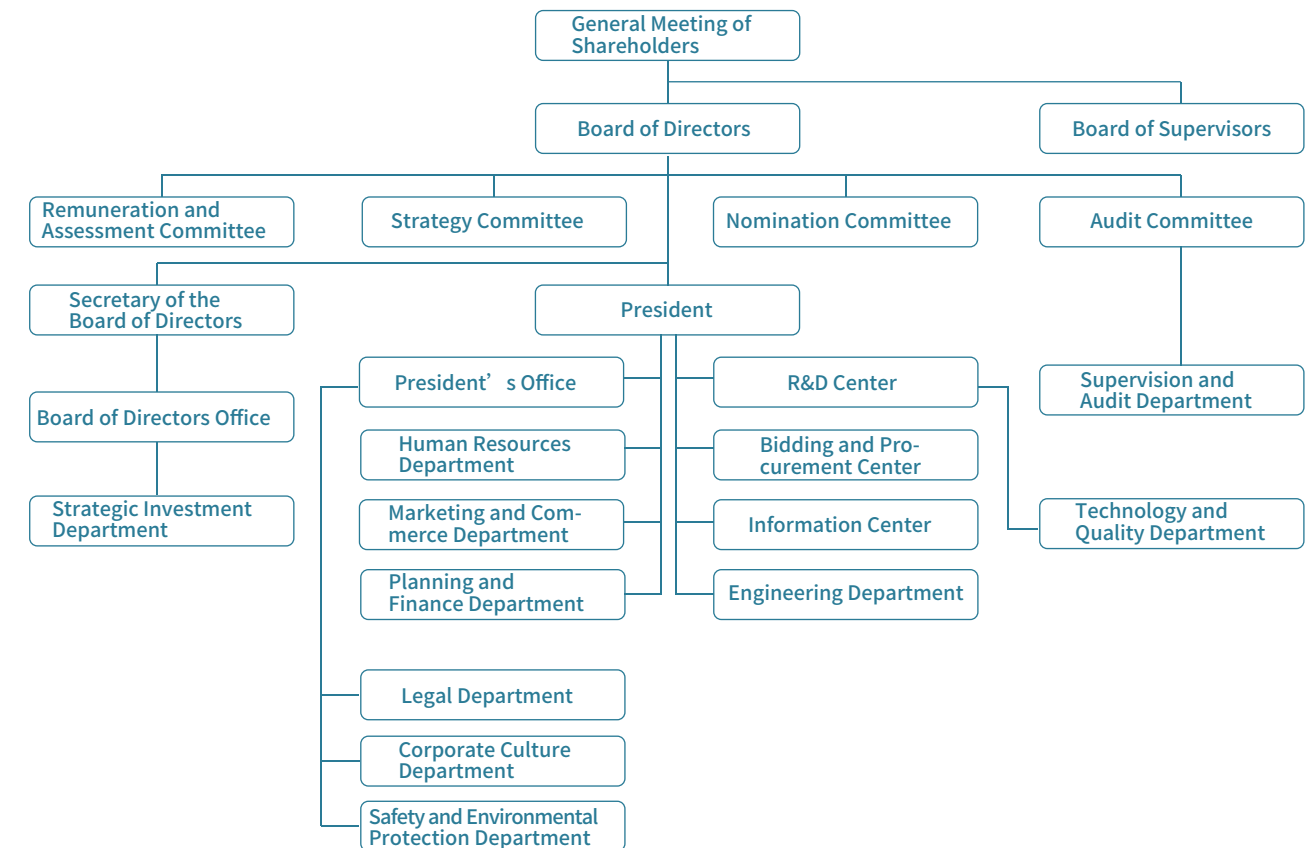 General Meeting of
Shareholders
Board of Directors
Board of Supervisors
Remuneration and
Assessment Committee
Strategy Committee
Nomination Committee
Audit Committee
Secretary of the
Board of Directors
President
President’s Office
R&D Center
Supervision and
Audit Department
Board of Directors Office
Human Resources
Department
Bidding and Pro-
curement Center
Strategic Investment
Department
Marketing and Com-
merce Department
Information Center
Technology and
Quality Department
Planning and
Finance Department
Engineering Department
Legal Department
Corporate Culture
Department
Safety and Environmental
Protection Department